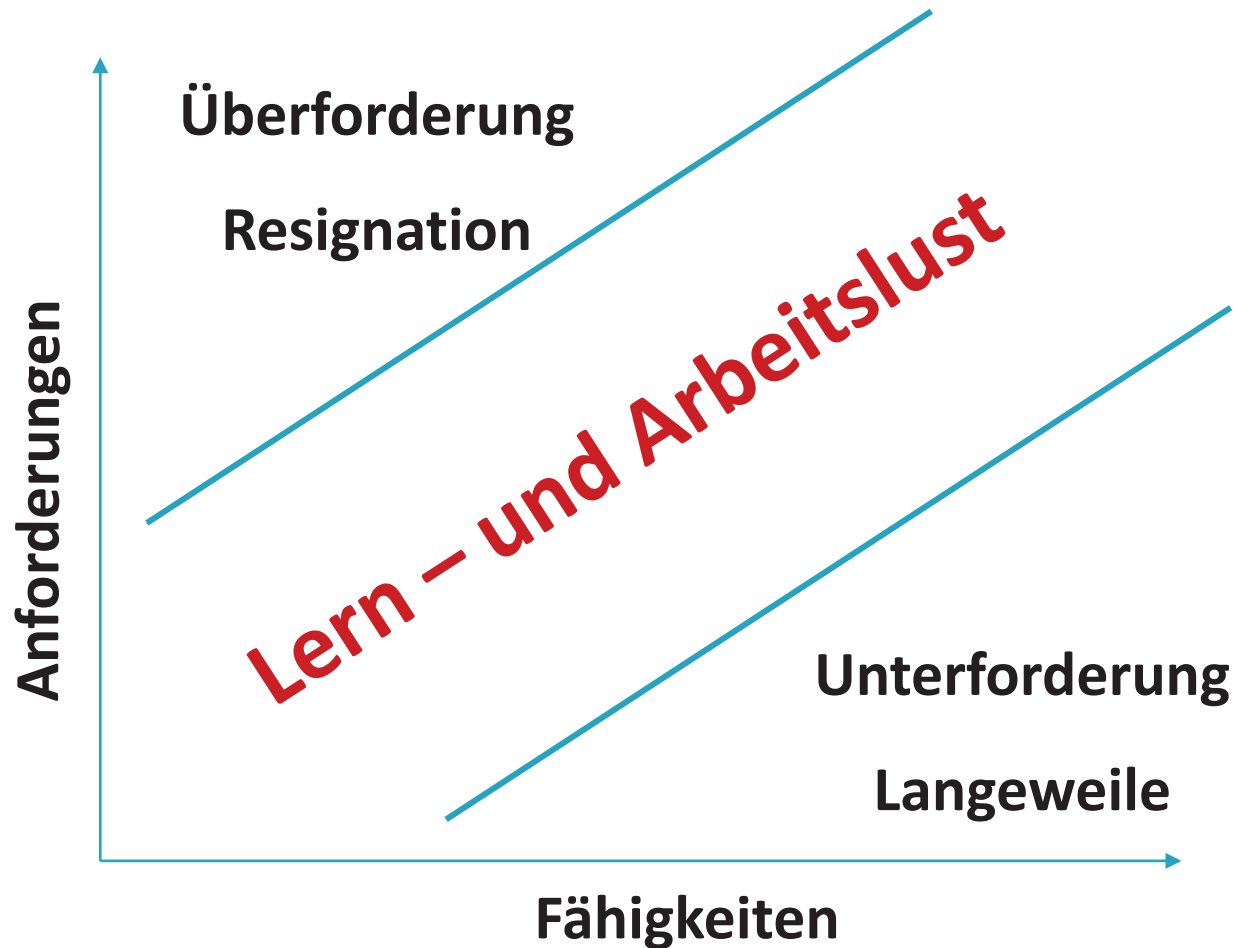 Überforderung
Resignation
Anforderungen
Lern – und Arbeitslust
Unterforderung
Langeweile
Fähigkeiten